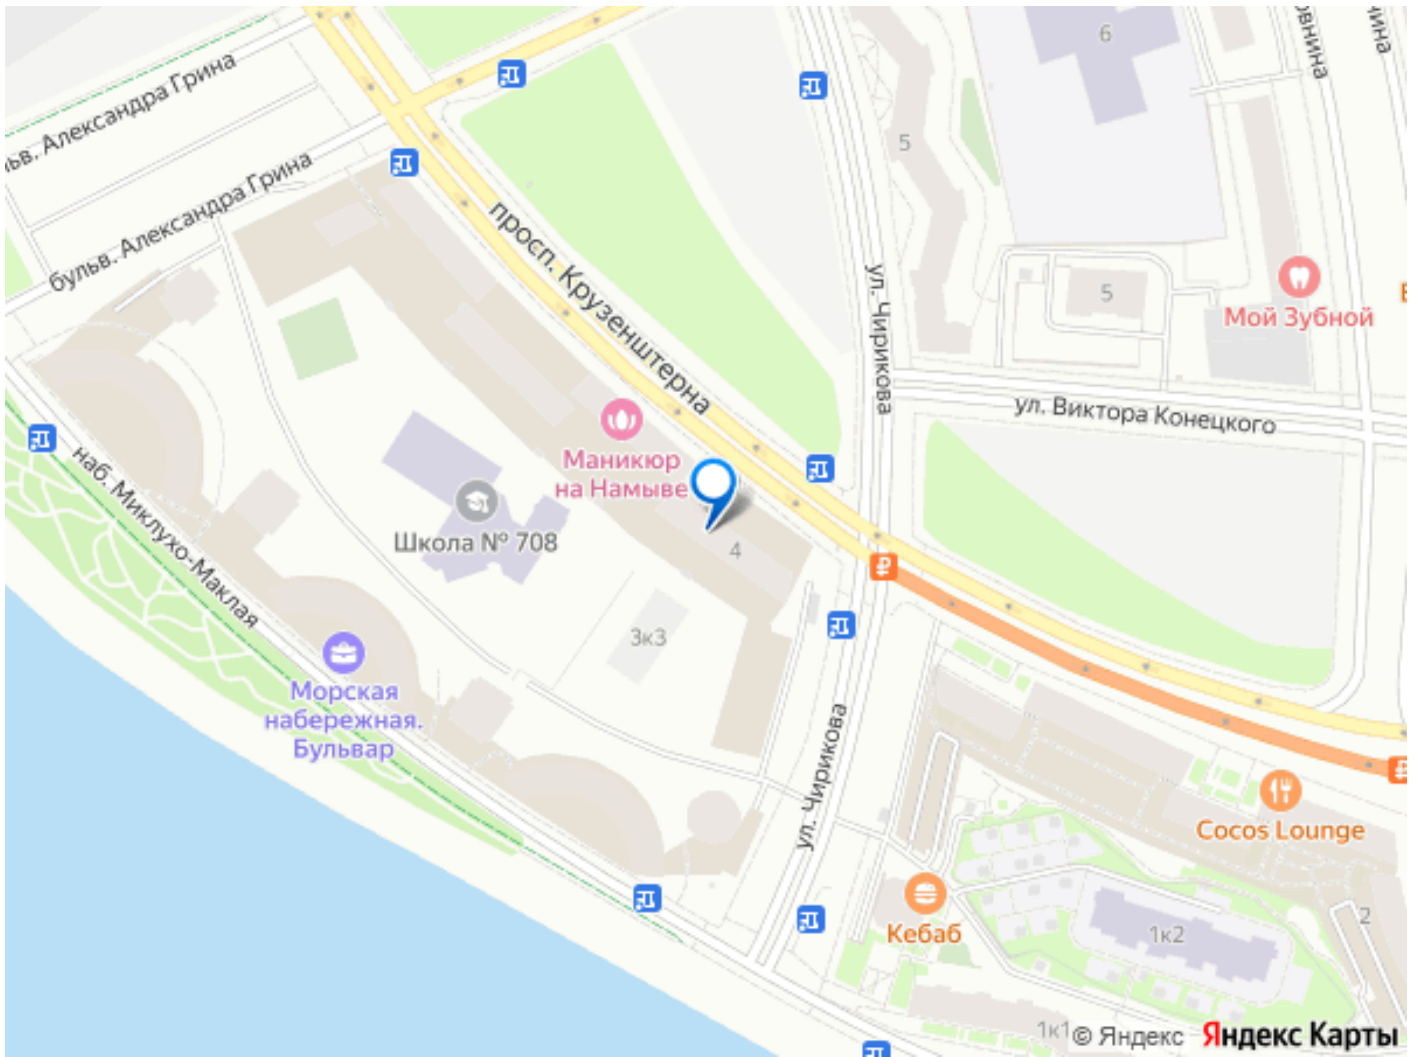 6
чина
бульв. Александра Грина
5
бульв. Александра Грина
просп. Крузенштерна
ул. Чирикова
5
Мой Зубной
ул. Виктора Конецкого
Маникюр
на Намыве
наб. Миклухо-Маклая
Школа № 708
4
3к3
Морская
набережная.
Бульвар
ул. Чирикова
Cocos Lounge
2
Кебаб
1к2
1к1
© Яндекс Яндекс Карты